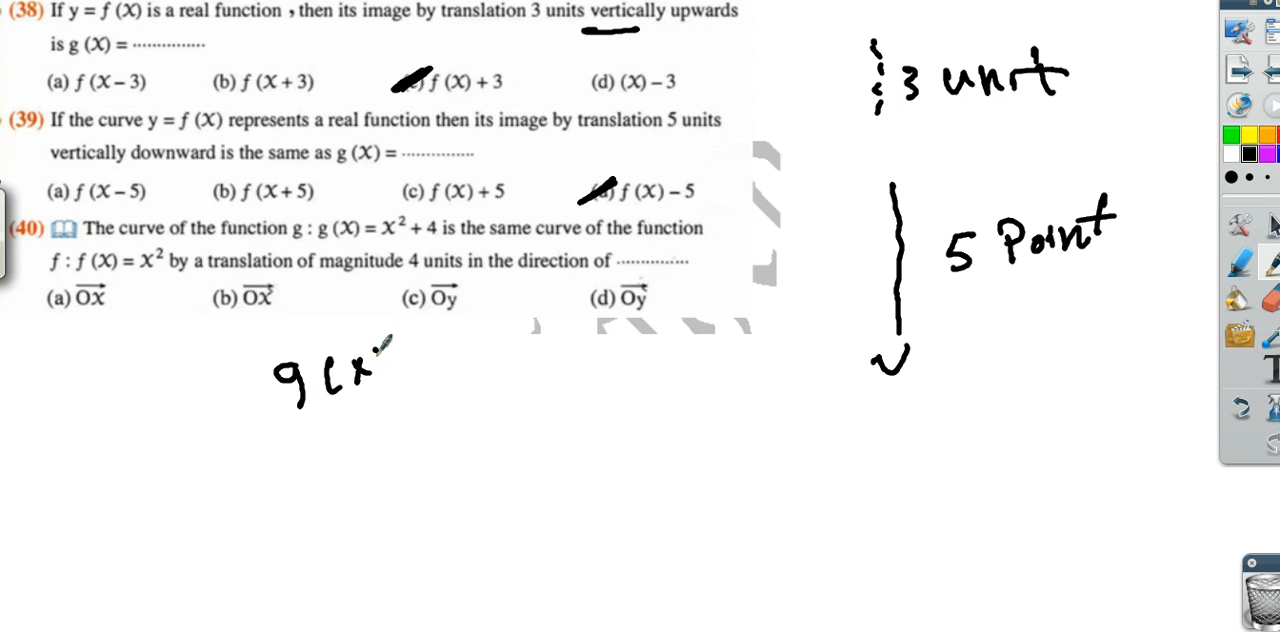 (38) If y = f (X) is a real function , then its image by translation 3 units vertically upwards
is g (X) = ...............
(a) f (X − 3) (b) f (X + 3) f (X) + 3 (d) (X) − 3
(39) If the curve y = f (X) represents a real function then its image by translation 5 units
vertically downward is the same as g (X) = ...............
(a) f (X − 5) (b) f (X + 5) (c) f (X) + 5 f (X) − 5
(40) The curve of the function g : g (X) = X² + 4 is the same curve of the function
f : f (X) = X² by a translation of magnitude 4 units in the direction of ...............
(a) Ox (b) Ox (c) Oy (d) Oy
3 unit
5 Point
g (x